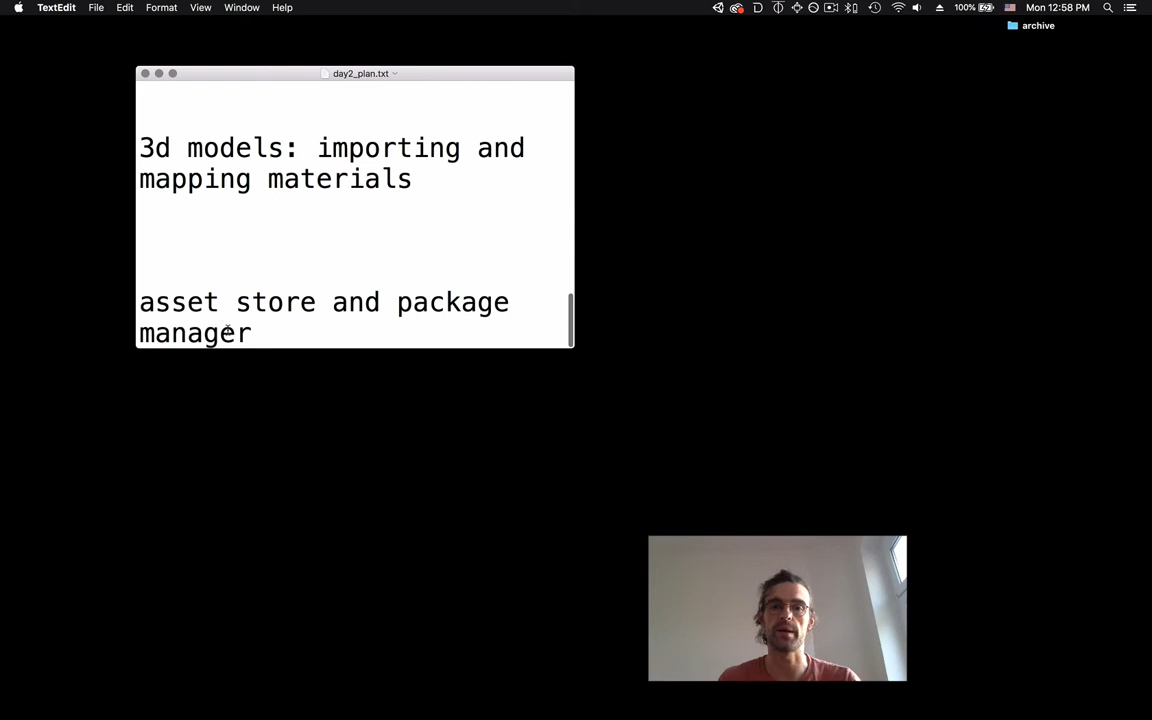 TextEdit File Edit Format View Window Help 100% Mon 12:58 PM
archive
day2_plan.txt
3d models: importing and
mapping materials
asset store and package
manager